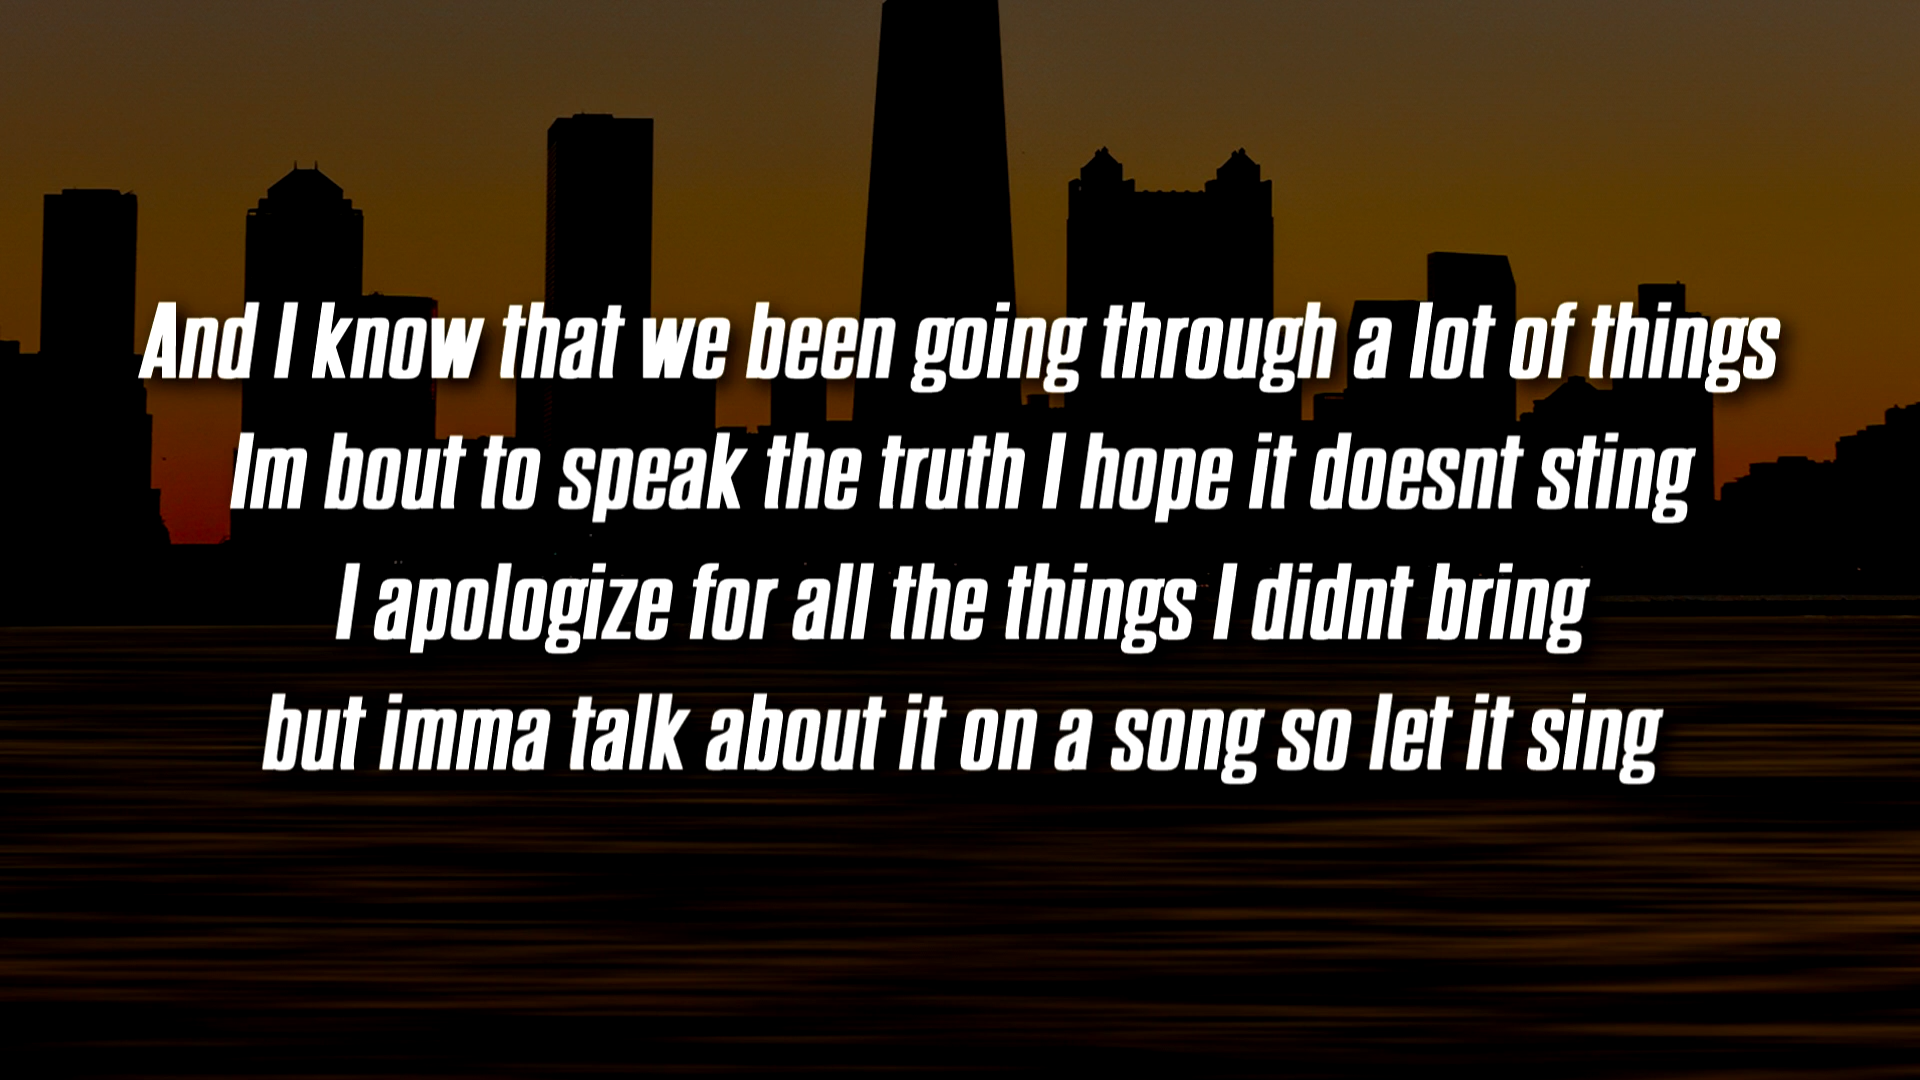 And I know that we been going through a lot of things
Im bout to speak the truth I hope it doesnt sting
I apologize for all the things I didnt bring
but imma talk about it on a song so let it sing